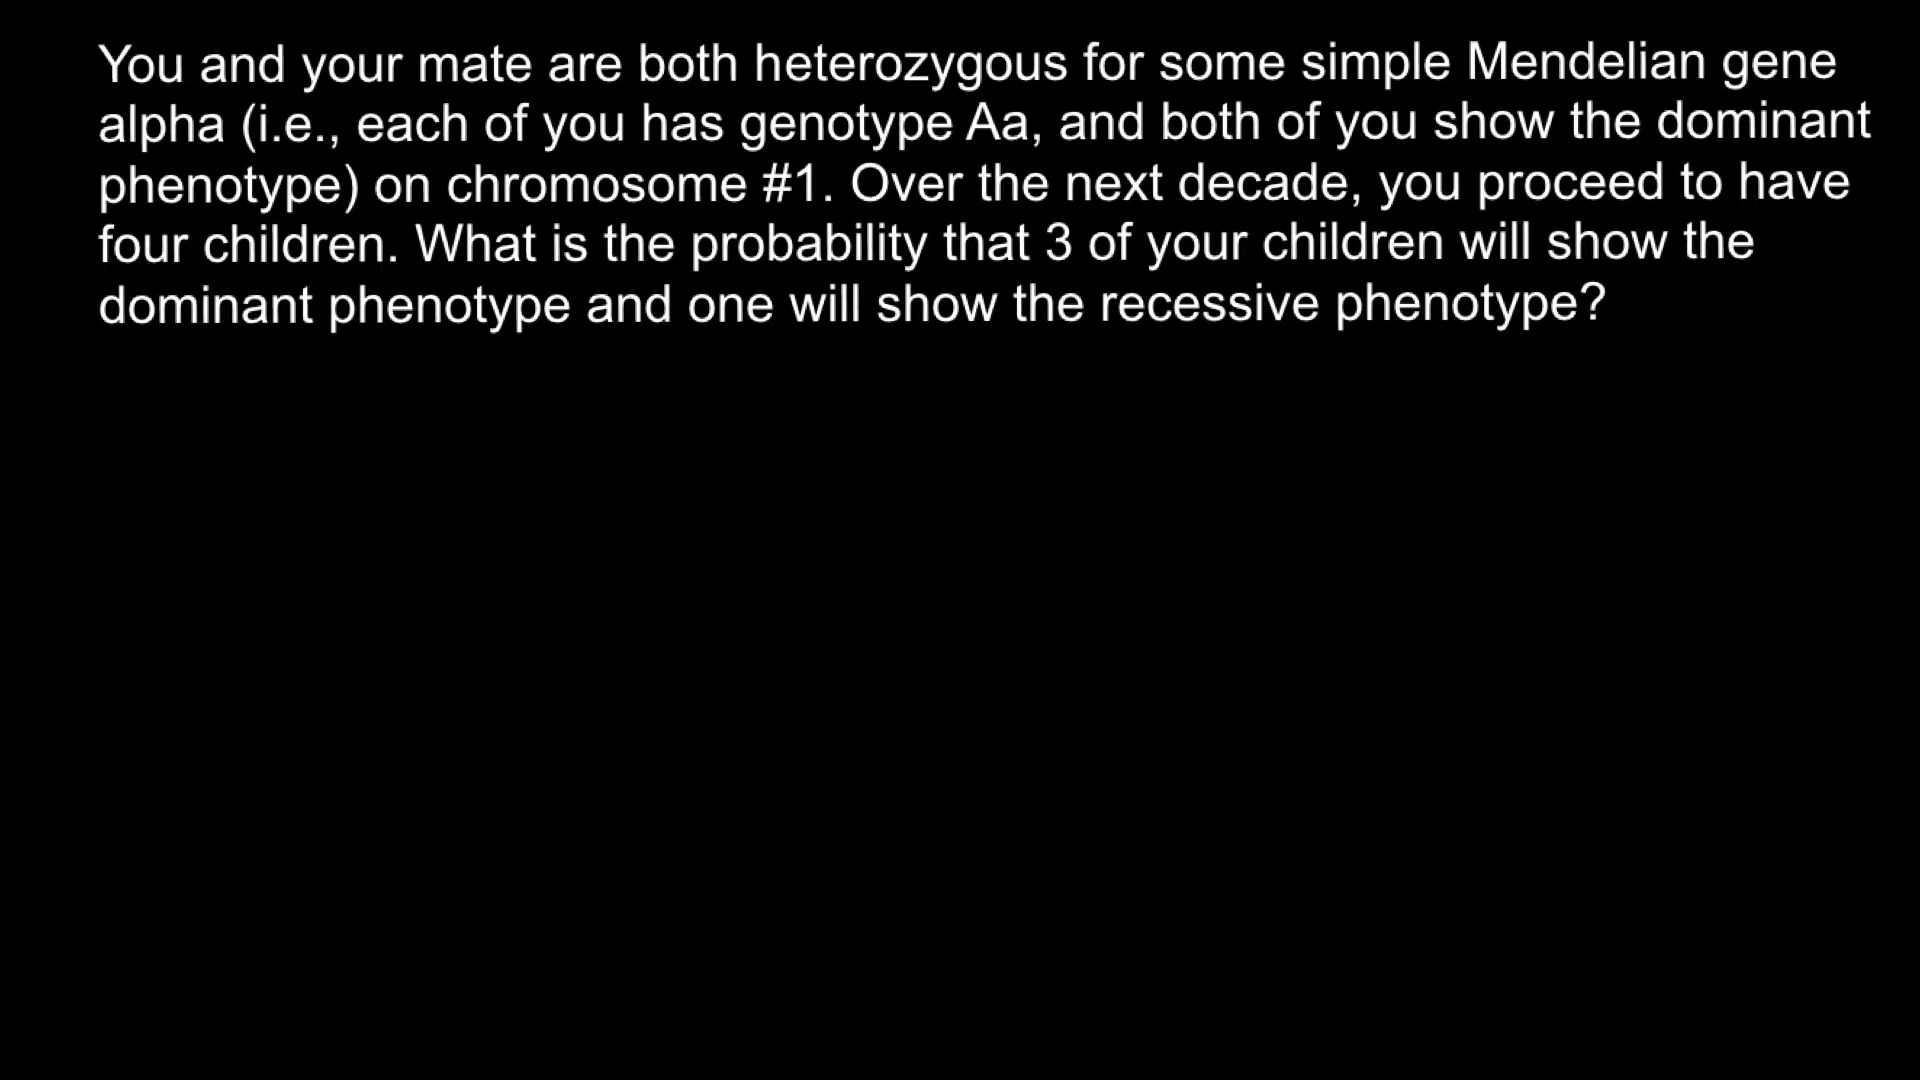 You and your mate are both heterozygous for some simple Mendelian gene
alpha (i.e., each of you has genotype Aa, and both of you show the dominant
phenotype) on chromosome #1. Over the next decade, you proceed to have
four children. What is the probability that 3 of your children will show the
dominant phenotype and one will show the recessive phenotype?